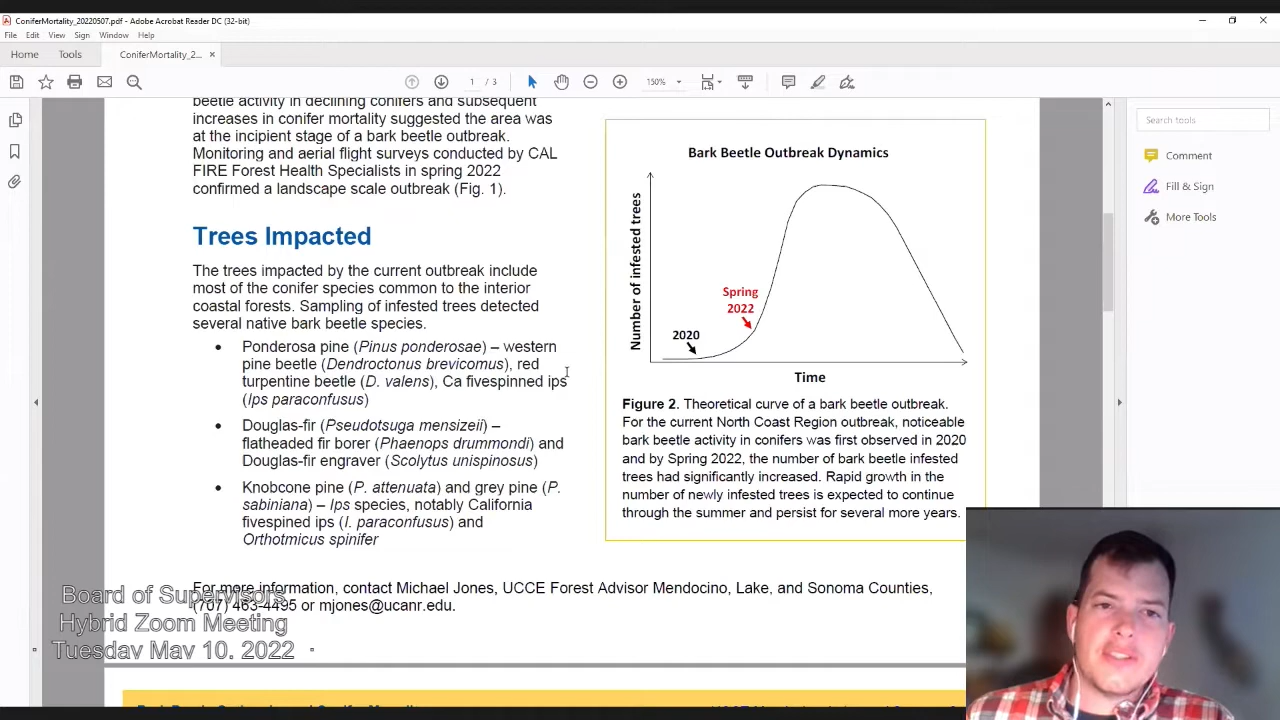 ConiferMortality_20220507.pdf - Adobe Acrobat Reader DC (32-bit)
File Edit View Sign Window Help
Home Tools ConiferMortality_2... ×
1 / 3 150%
beetle activity in declining conifers and subsequent
increases in conifer mortality suggested the area was
at the incipient stage of a bark beetle outbreak.
Monitoring and aerial flight surveys conducted by CAL
FIRE Forest Health Specialists in spring 2022
confirmed a landscape scale outbreak (Fig. 1).
Trees Impacted
The trees impacted by the current outbreak include
most of the conifer species common to the interior
coastal forests. Sampling of infested trees detected
several native bark beetle species.
• Ponderosa pine (Pinus ponderosae) – western
pine beetle (Dendroctonus brevicomus), red
turpentine beetle (D. valens), Ca fivespinned ips
(Ips paraconfusus)
• Douglas-fir (Pseudotsuga mensizeii) –
flatheaded fir borer (Phaenops drummondi) and
Douglas-fir engraver (Scolytus unispinosus)
• Knobcone pine (P. attenuata) and grey pine (P.
sabiniana) – Ips species, notably California
fivespined ips (I. paraconfusus) and
Orthotmicus spinifer
Bark Beetle Outbreak Dynamics
Number of infested trees
Spring
2022
2020
Time
Figure 2. Theoretical curve of a bark beetle outbreak.
For the current North Coast Region outbreak, noticeable
bark beetle activity in conifers was first observed in 2020
and by Spring 2022, the number of bark beetle infested
trees had significantly increased. Rapid growth in the
number of newly infested trees is expected to continue
through the summer and persist for several more years.
For more information, contact Michael Jones, UCCE Forest Advisor Mendocino, Lake, and Sonoma Counties,
(707) 463-4495 or mjones@ucanr.edu.
Board of Supervisors
Hybrid Zoom Meeting
Tuesday May 10, 2022
Search tools
Comment
Fill & Sign
More Tools